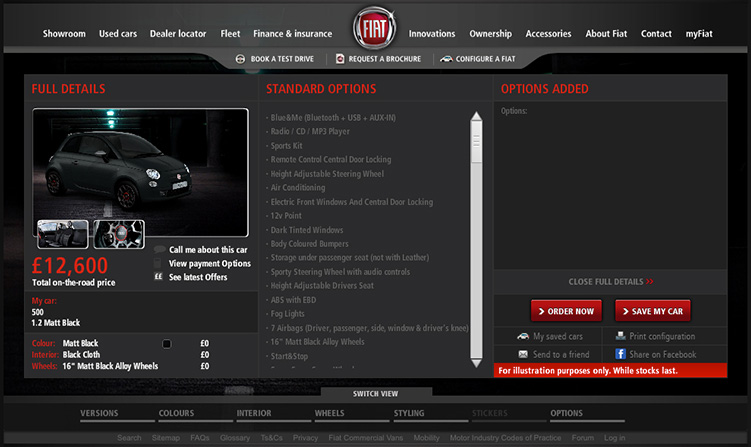 Showroom Used cars Dealer locator Fleet Finance & insurance FIAT Innovations Ownership Accessories About Fiat Contact myFiat
BOOK A TEST DRIVE REQUEST A BROCHURE CONFIGURE A FIAT
FULL DETAILS
£12,600
Total on-the-road price
Call me about this car
View payment Options
££ See latest Offers
My car:
500
1.2 Matt Black
Colour: Matt Black £0
Interior: Black Cloth £0
Wheels: 16" Matt Black Alloy Wheels £0
STANDARD OPTIONS
- Blue&Me (Bluetooth + USB + AUX-IN)
- Radio / CD / MP3 Player
- Sports Kit
- Remote Control Central Door Locking
- Height Adjustable Steering Wheel
- Air Conditioning
- Electric Front Windows And Central Door Locking
- 12v Point
- Dark Tinted Windows
- Body Coloured Bumpers
- Storage under passenger seat (not with Leather)
- Sporty Steering Wheel with audio controls
- Height Adjustable Drivers Seat
- ABS with EBD
- Fog Lights
- 7 Airbags (Driver, passenger, side, window & driver's knee)
- 16" Matt Black Alloy Wheels
- Start&Stop
OPTIONS ADDED
Options:
CLOSE FULL DETAILS >>
> ORDER NOW > SAVE MY CAR
My saved cars Print configuration
Send to a friend f Share on Facebook
For illustration purposes only. While stocks last.
SWITCH VIEW
VERSIONS COLOURS INTERIOR WHEELS STYLING STICKERS OPTIONS
Search Sitemap FAQs Glossary Ts&Cs Privacy Fiat Commercial Vans Mobility Motor Industry Codes of Practice Forum Log in